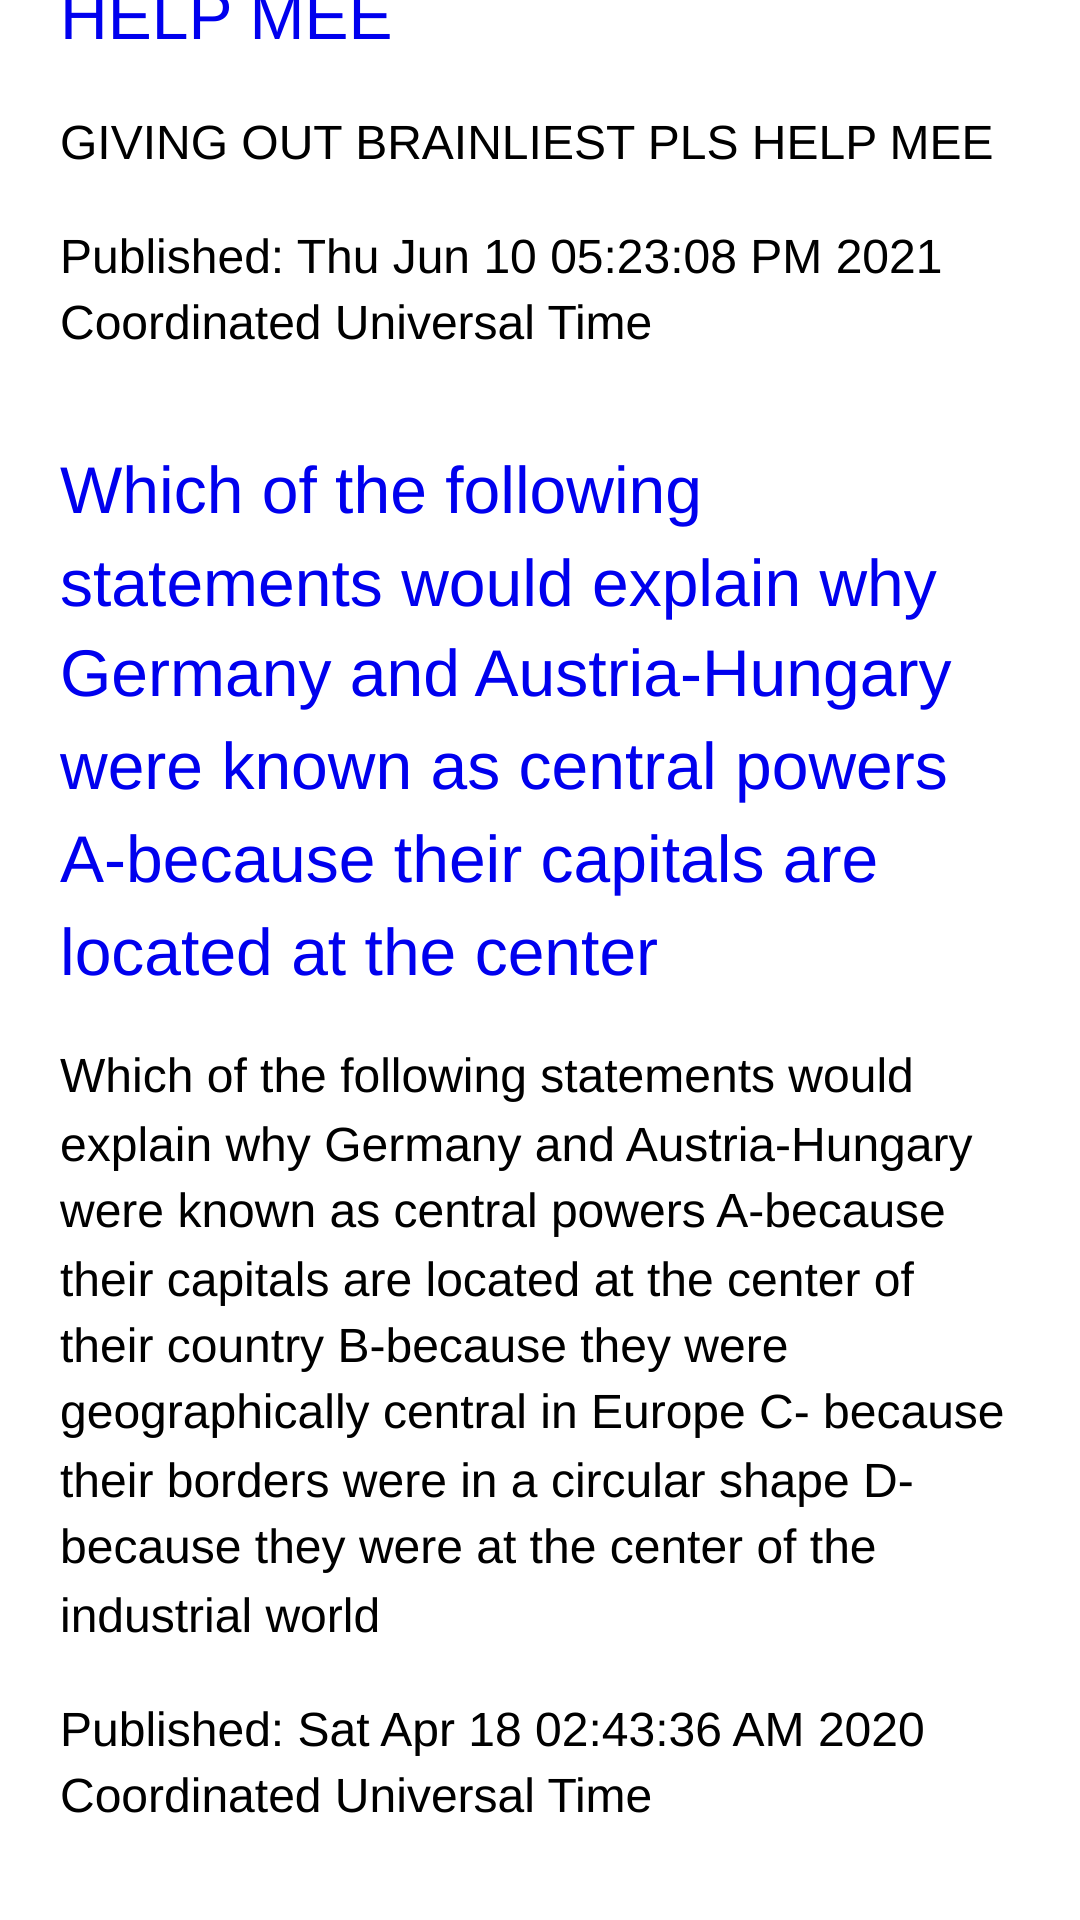 HELP MEE
GIVING OUT BRAINLIEST PLS HELP MEE
Published: Thu Jun 10 05:23:08 PM 2021
Coordinated Universal Time
Which of the following
statements would explain why
Germany and Austria-Hungary
were known as central powers
A-because their capitals are
located at the center
Which of the following statements would
explain why Germany and Austria-Hungary
were known as central powers A-because
their capitals are located at the center of
their country B-because they were
geographically central in Europe C- because
their borders were in a circular shape D-
because they were at the center of the
industrial world
Published: Sat Apr 18 02:43:36 AM 2020
Coordinated Universal Time